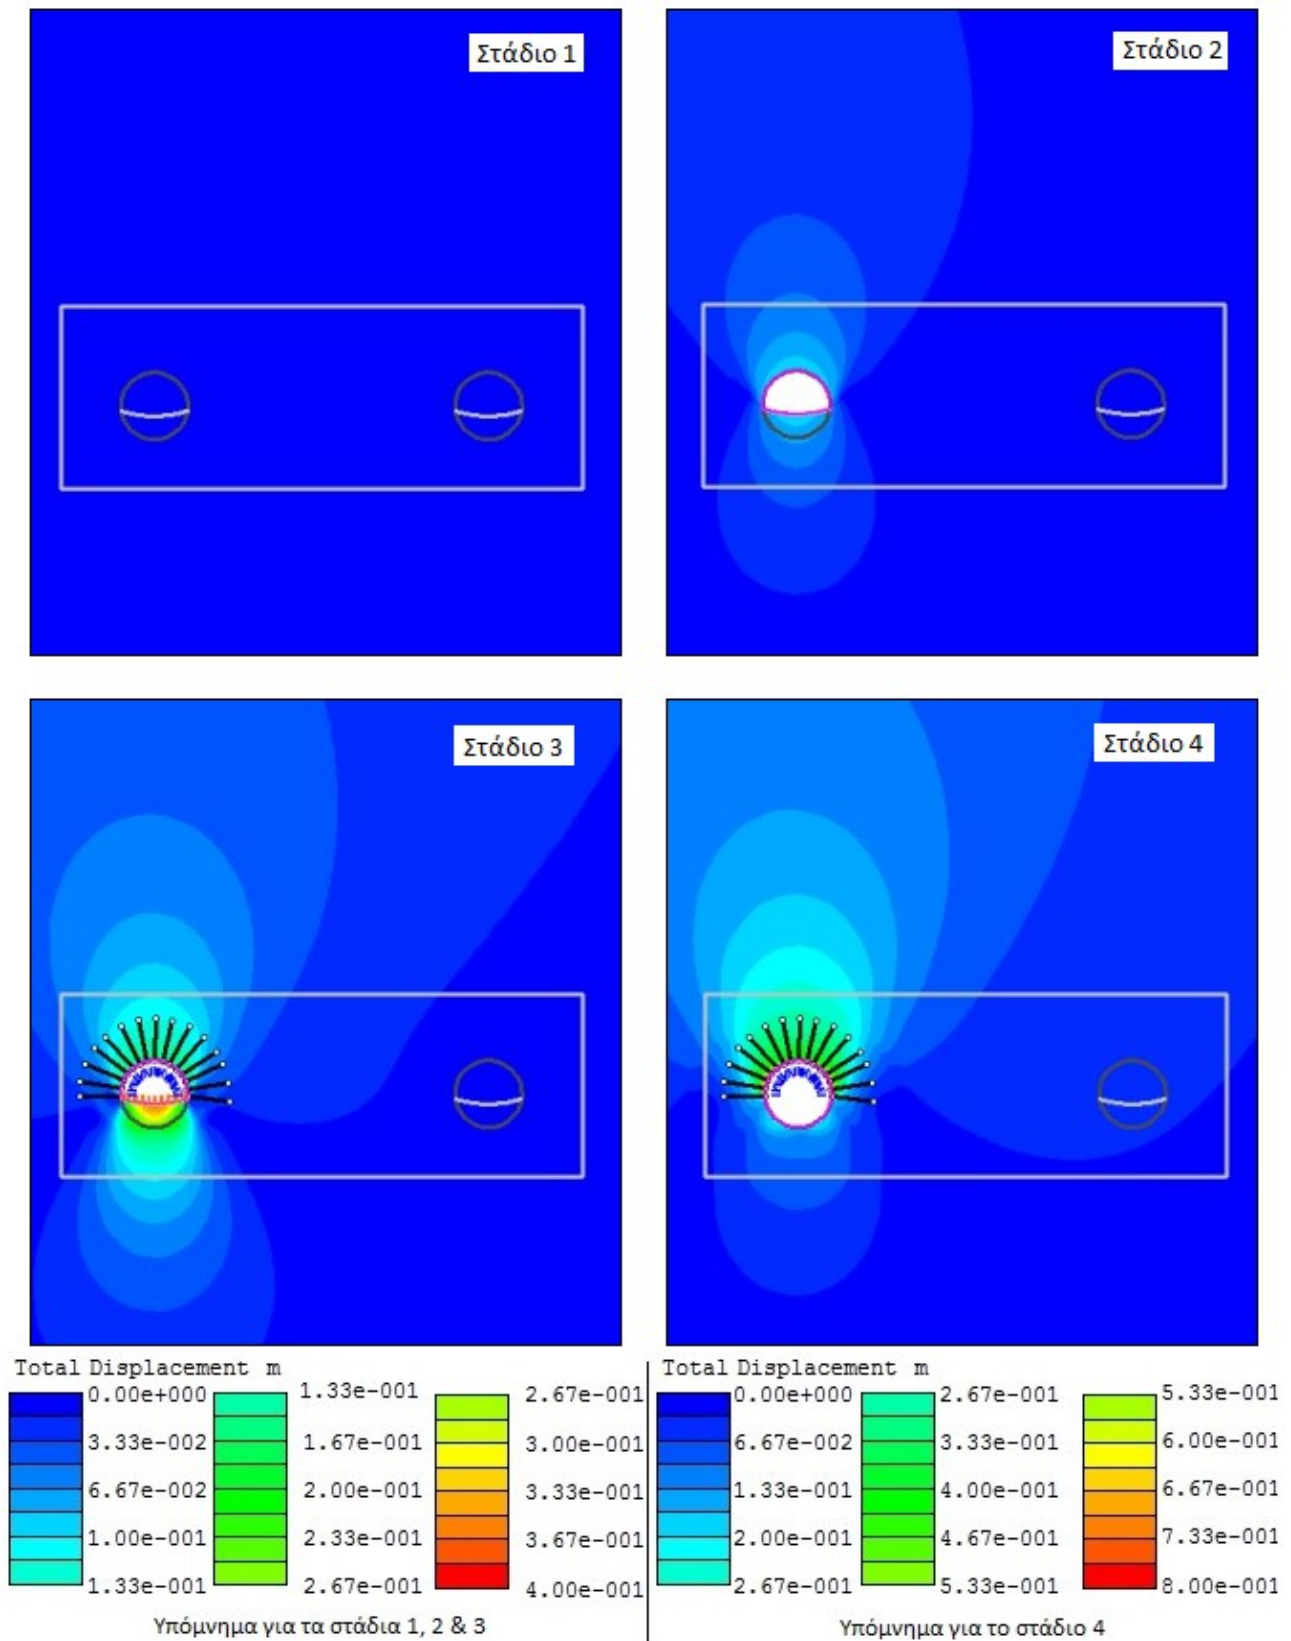 Στάδιο 1
Στάδιο 2
Στάδιο 3
Στάδιο 4
Total Displacement m
0.00e+000
3.33e-002
6.67e-002
1.00e-001
1.33e-001
1.33e-001
1.67e-001
2.00e-001
2.33e-001
2.67e-001
2.67e-001
3.00e-001
3.33e-001
3.67e-001
4.00e-001
Υπόμνημα για τα στάδια 1, 2 & 3
Total Displacement m
0.00e+000
6.67e-002
1.33e-001
2.00e-001
2.67e-001
2.67e-001
3.33e-001
4.00e-001
4.67e-001
5.33e-001
5.33e-001
6.00e-001
6.67e-001
7.33e-001
8.00e-001
Υπόμνημα για το στάδιο 4